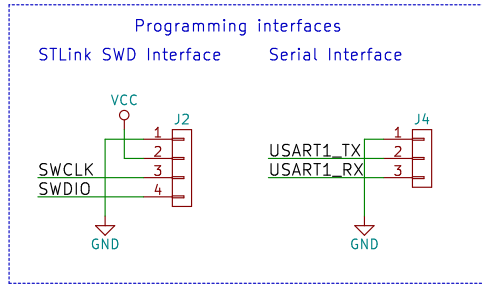 Programming interfaces
STLink SWD Interface
Serial Interface
VCC
J2
1
2
SWCLK 3
SWDIO 4
GND
J4
1
USART1_TX 2
USART1_RX 3
GND